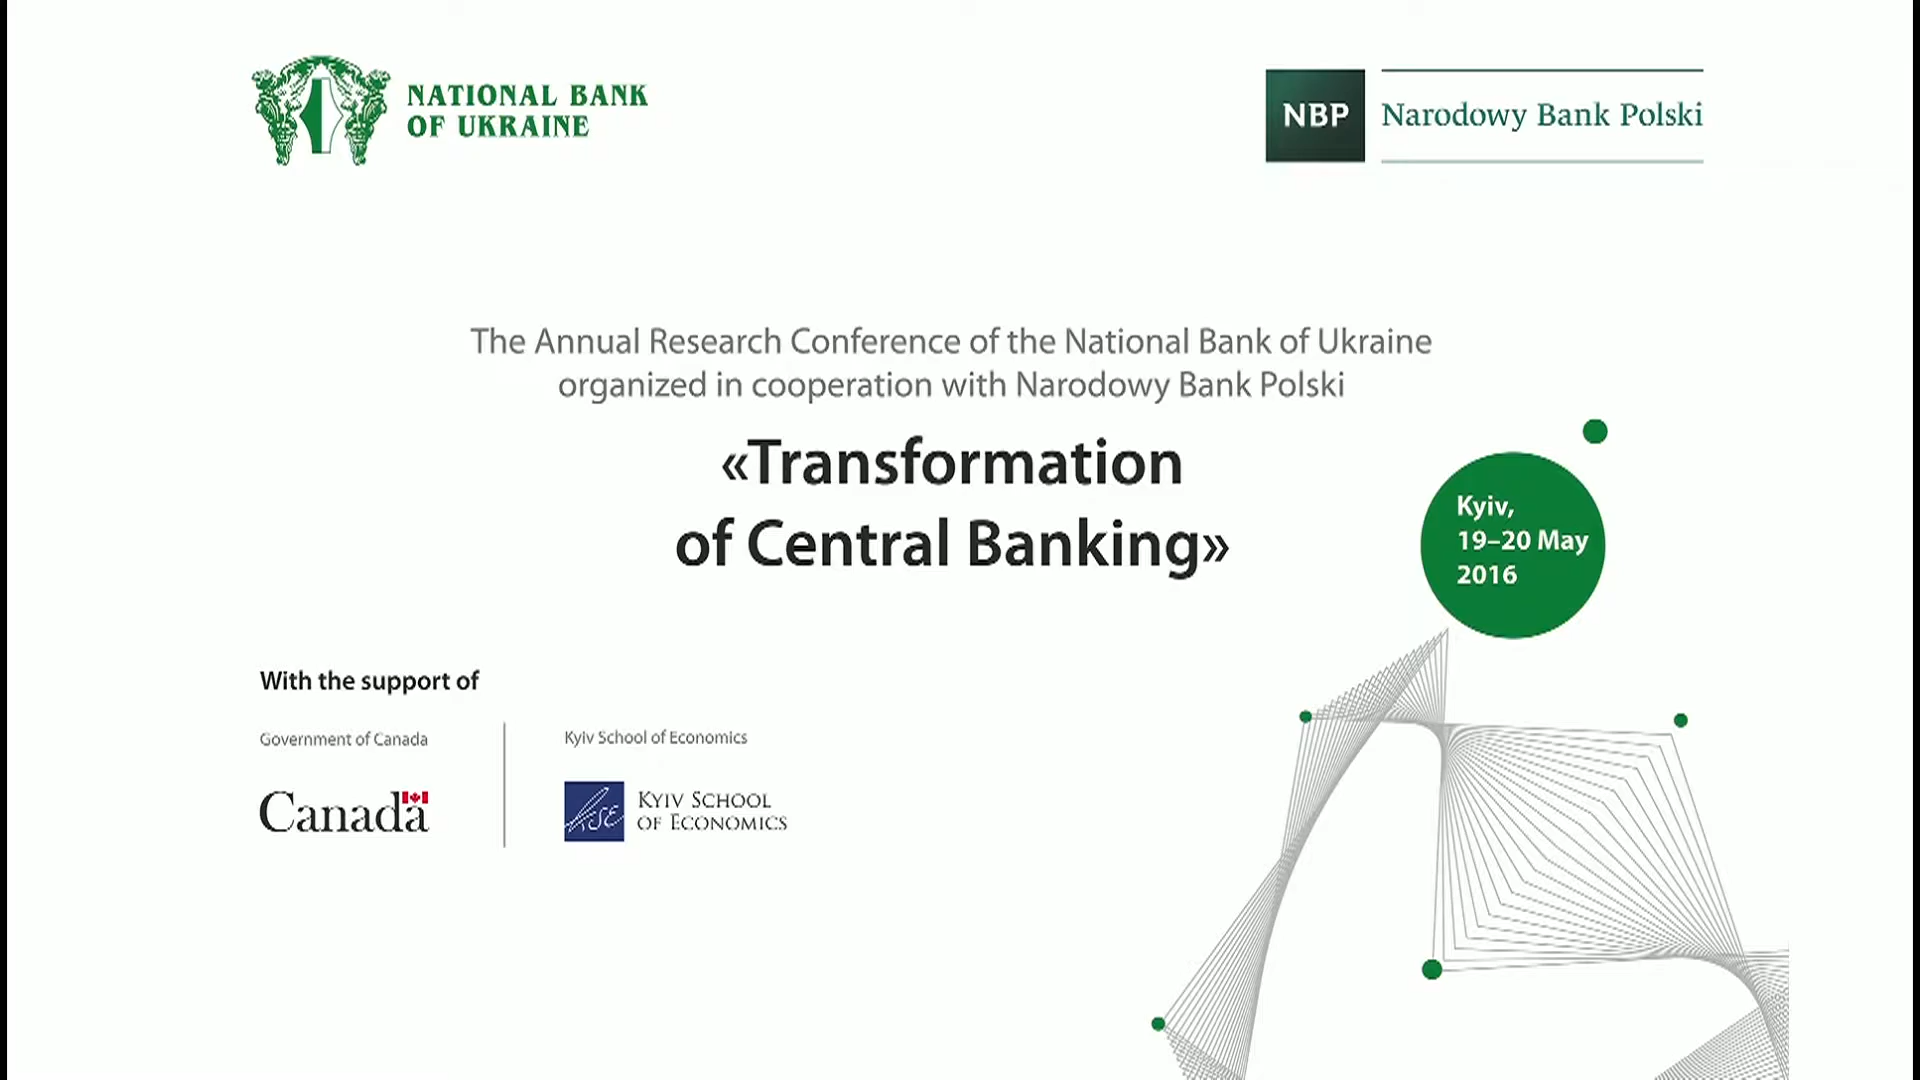 NATIONAL BANK
OF UKRAINE
NBP
Narodowy Bank Polski
The Annual Research Conference of the National Bank of Ukraine
organized in cooperation with Narodowy Bank Polski
«Transformation
of Central Banking»
Kyiv,
19–20 May
2016
With the support of
Government of Canada
Canada
Kyiv School of Economics
KSE
KYIV SCHOOL
OF ECONOMICS